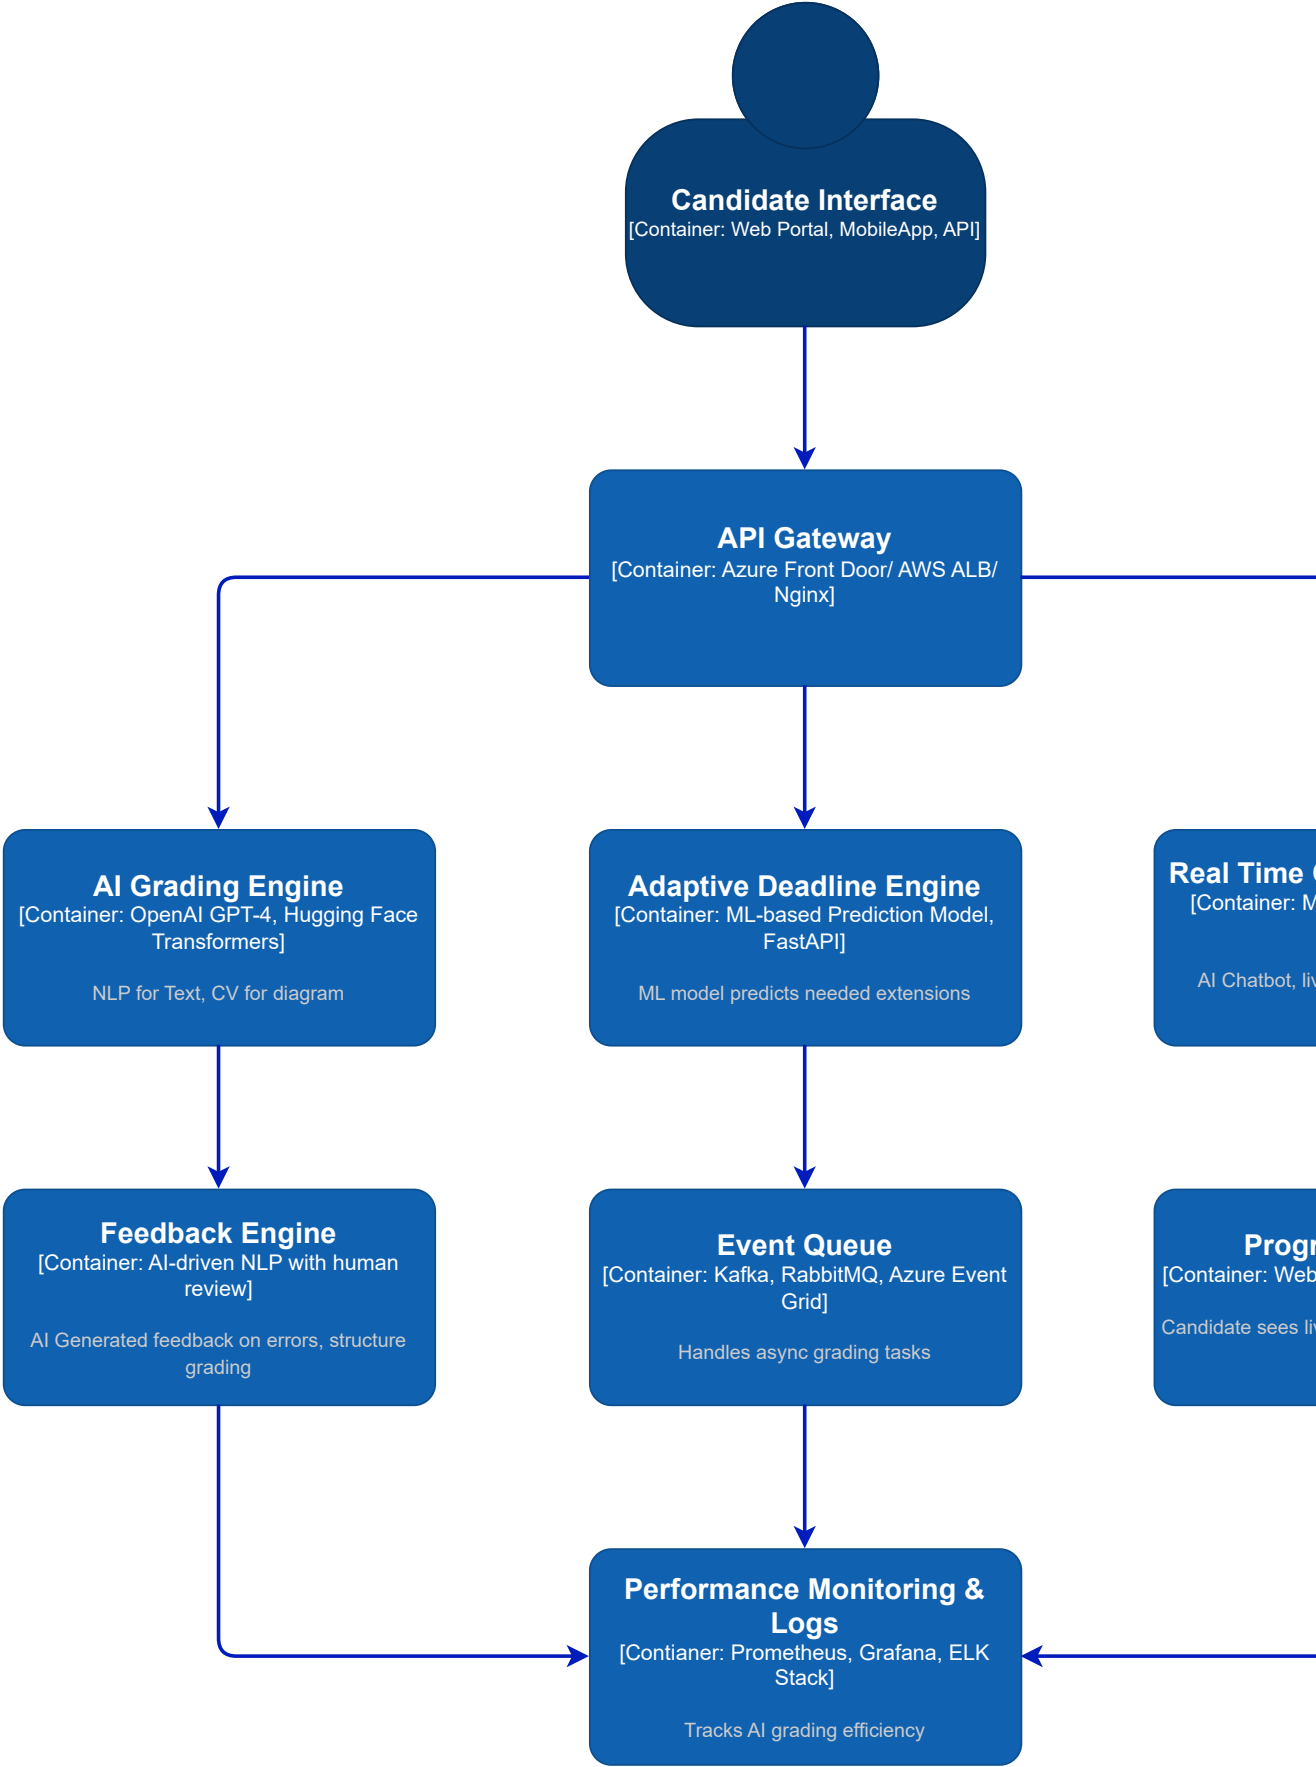 Candidate Interface
[Container: Web Portal, MobileApp, API]
API Gateway
[Container: Azure Front Door/ AWS ALB/
Nginx]
AI Grading Engine
[Container: OpenAI GPT-4, Hugging Face
Transformers]
NLP for Text, CV for diagram
Adaptive Deadline Engine
[Container: ML-based Prediction Model,
FastAPI]
ML model predicts needed extensions
Real Time
[Container:
AI Chatbot,
Feedback Engine
[Container: AI-driven NLP with human
review]
AI Generated feedback on errors, structure
grading
Event Queue
[Container: Kafka, RabbitMQ, Azure Event
Grid]
Handles async grading tasks
[Container: Web
Candidate sees
Performance Monitoring &
Logs
[Contianer: Prometheus, Grafana, ELK
Stack]
Tracks AI grading efficiency